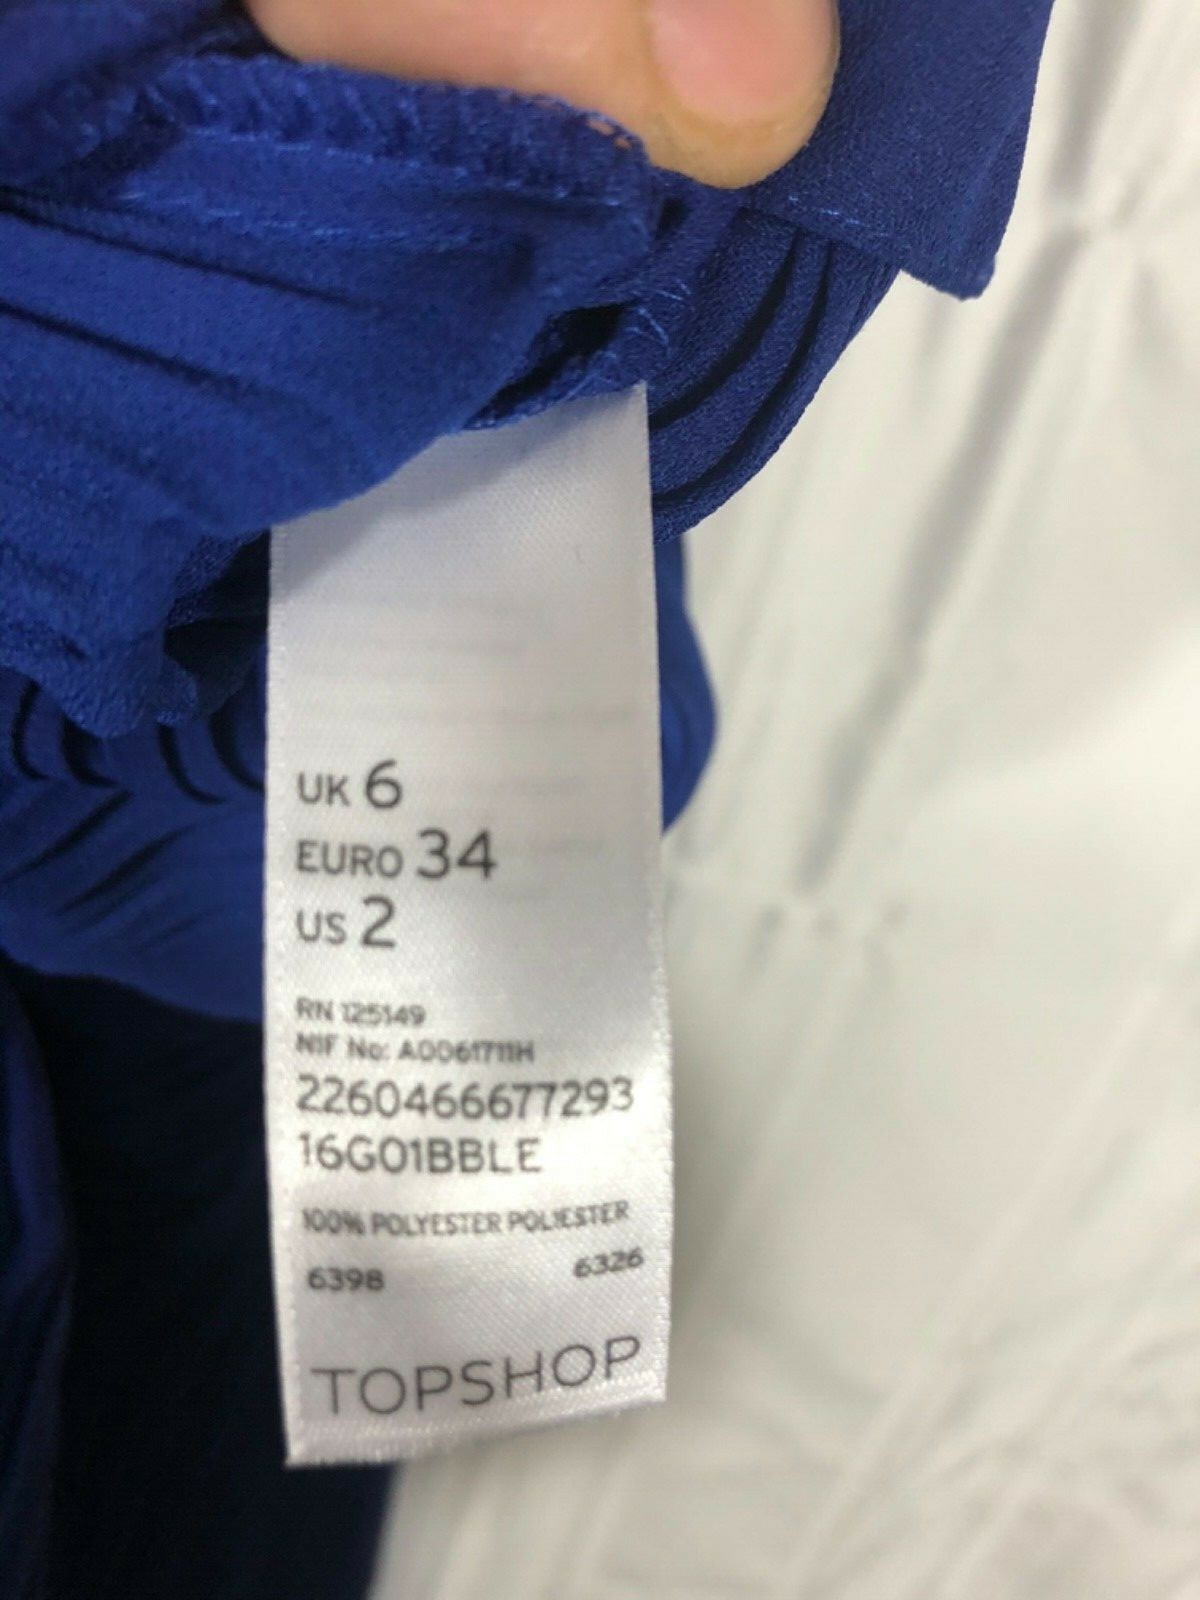 UK 6
EURO 34
US 2
RN 125149
NIF No: A0061711H
2260466677293
16G01BBLE
100% POLYESTER POLIESTER
6398 6326
TOPSHOP